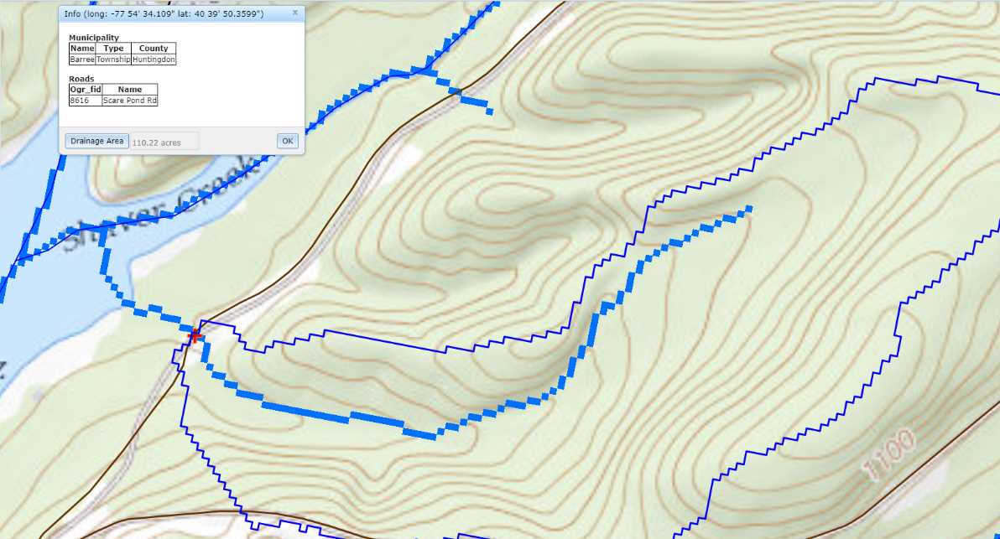 Info (long: -77 54' 34.109" lat: 40 39' 50.3599")
x
Municipality
Name Type County
Barree Township Huntingdon
Roads
Ogr_fid Name
8616 Scare Pond Rd
Drainage Area 110.22 acres OK
Shaver Creek
1100